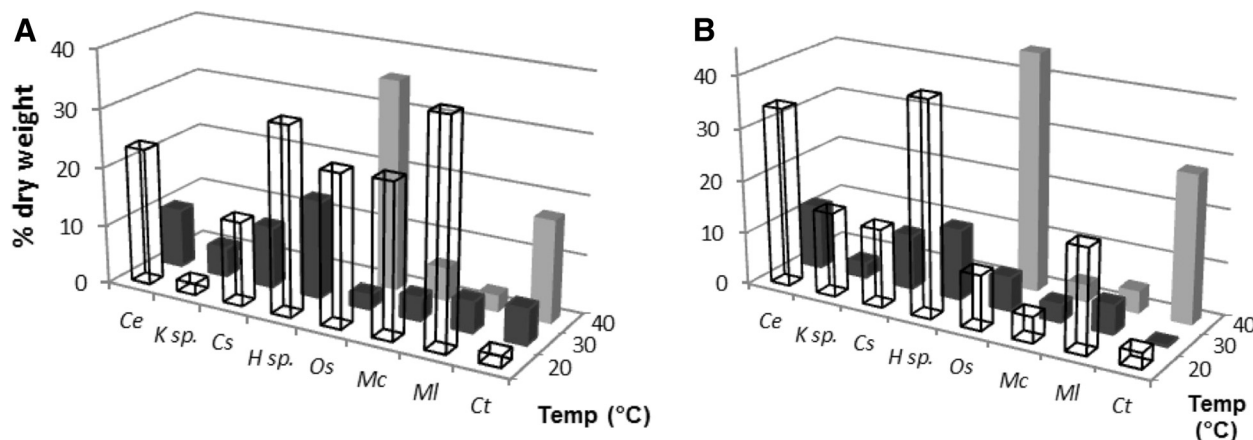 A
% dry weight
40
30
20
10
0
Ce
K sp.
Cs
H sp.
Os
Mc
Ml
Ct
20
30
40
Temp (°C)
B
40
30
20
10
0
Ce
K sp.
Cs
H sp.
Os
Mc
Ml
Ct
20
30
40
Temp
(°C)